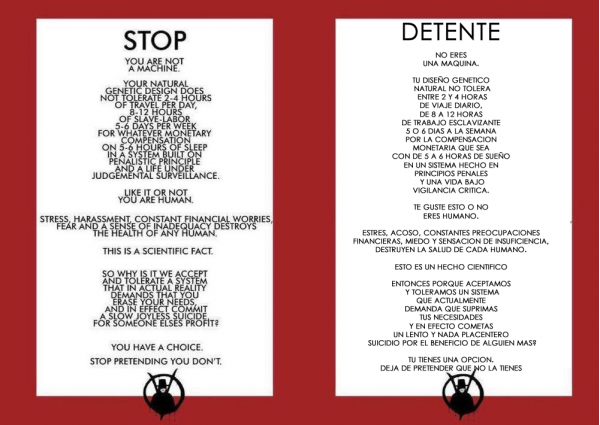 STOP
YOU ARE NOT
A MACHINE.
YOUR NATURAL
GENETIC DESIGN DOES
NOT TOLERATE 2-4 HOURS
OF TRAVEL PER DAY,
8-12 HOURS
OF SLAVE-LABOR
5-6 DAYS PER WEEK
FOR WHATEVER MONETARY
COMPENSATION
ON 5-6 HOURS OF SLEEP
IN A SYSTEM BUILT ON
PENALISTIC PRINCIPLE
AND A LIFE UNDER
JUDGEMENTAL SURVEILLANCE.
LIKE IT OR NOT
YOU ARE HUMAN.
STRESS, HARASSMENT, CONSTANT FINANCIAL WORRIES,
FEAR AND A SENSE OF INADEQUACY DESTROYS
THE HEALTH OF ANY HUMAN.
THIS IS A SCIENTIFIC FACT.
SO WHY IS IT WE ACCEPT
AND TOLERATE A SYSTEM
THAT IN ACTUAL REALITY
DEMANDS THAT YOU
ERASE YOUR NEEDS,
AND IN EFFECT COMMIT
A SLOW JOYLESS SUICIDE
FOR SOMEONE ELSES PROFIT?
YOU HAVE A CHOICE.
STOP PRETENDING YOU DON'T.
DETENTE
NO ERES
UNA MAQUINA.
TU DISEÑO GENETICO
NATURAL NO TOLERA
ENTRE 2 Y 4 HORAS
DE VIAJE DIARIO,
DE 8 A 12 HORAS
DE TRABAJO ESCLAVIZANTE
5 O 6 DIAS A LA SEMANA
POR LA COMPENSACION
MONETARIA QUE SEA
CON DE 5 A 6 HORAS DE SUEÑO
EN UN SISTEMA HECHO EN
PRINCIPIOS PENALES
Y UNA VIDA BAJO
VIGILANCIA CRITICA.
TE GUSTE ESTO O NO
ERES HUMANO.
ESTRES, ACOSO, CONSTANTES PREOCUPACIONES
FINANCIERAS, MIEDO Y SENSACION DE INSUFICIENCIA,
DESTRUYEN LA SALUD DE CADA HUMANO.
ESTO ES UN HECHO CIENTIFICO
ENTONCES PORQUE ACEPTAMOS
Y TOLERAMOS UN SISTEMA
QUE ACTUALMENTE
DEMANDA QUE SUPRIMAS
TUS NECESIDADES
Y EN EFECTO COMETAS
UN LENTO Y NADA PLACENTERO
SUICIDIO POR EL BENEFICIO DE ALGUIEN MAS?
TU TIENES UNA OPCION.
DEJA DE PRETENDER QUE NO LA TIENES